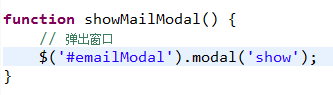 function showMailModal() {
    // 弹出窗口
    $('#emailModal').modal('show');
}